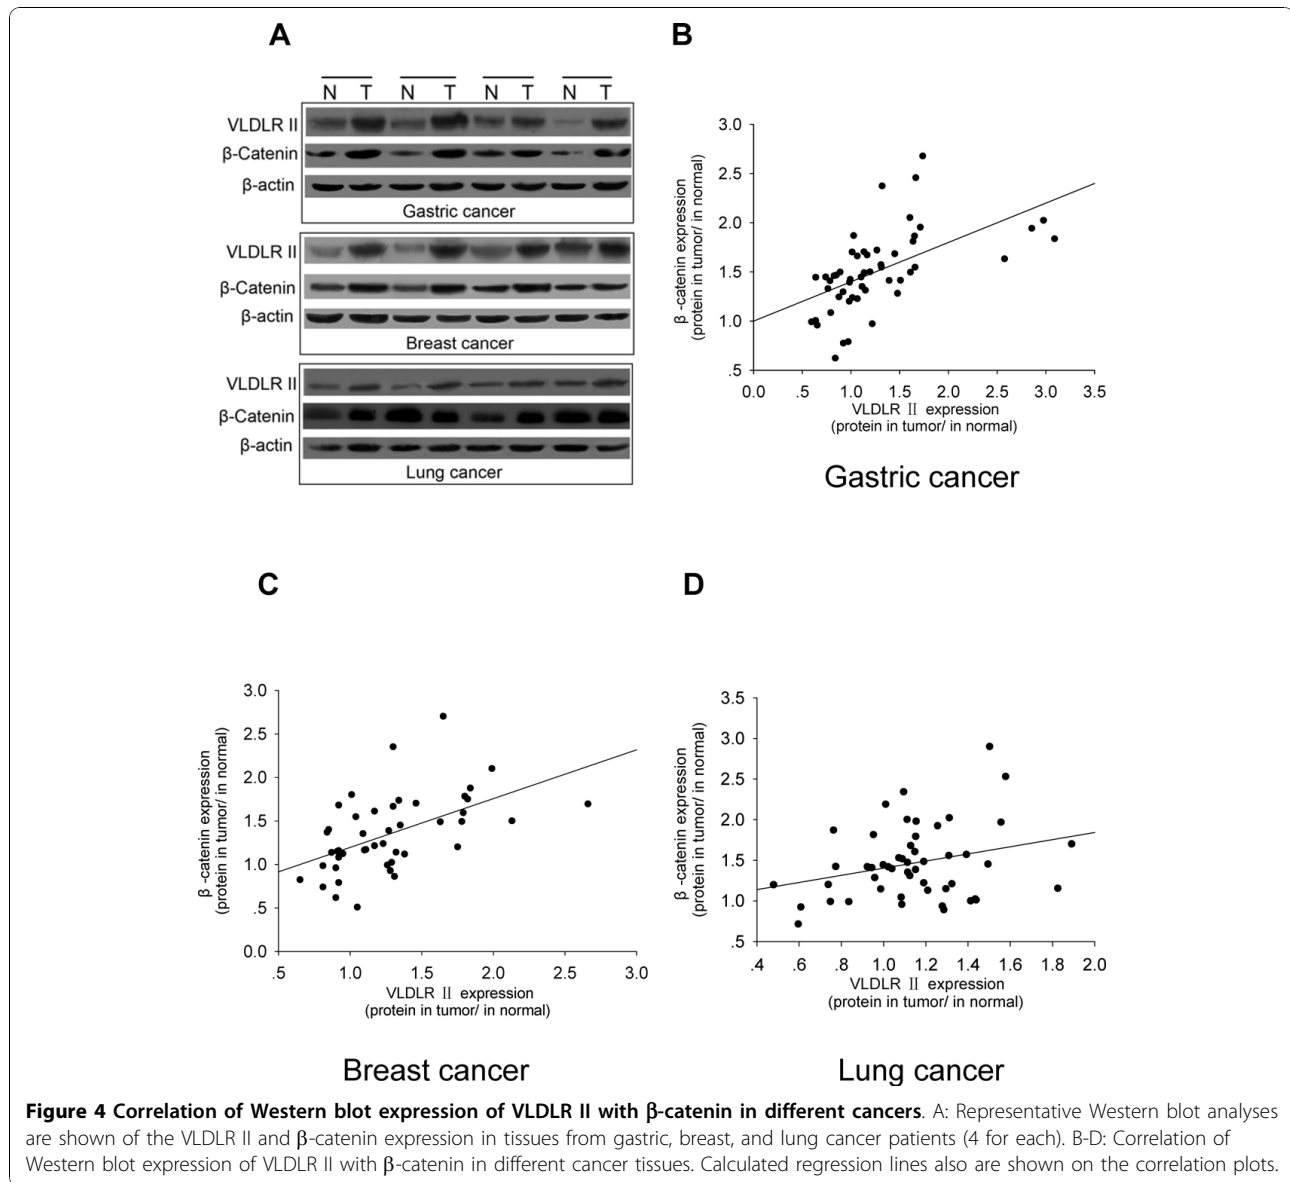 A
N T N T N T N T
VLDLR II
β-Catenin
β-actin
Gastric cancer
VLDLR II
β-Catenin
β-actin
Breast cancer
VLDLR II
β-Catenin
β-actin
Lung cancer
B
β -catenin expression
(protein in tumor/ in normal)
3.0
2.5
2.0
1.5
1.0
.5
0.0 .5 1.0 1.5 2.0 2.5 3.0 3.5
VLDLR II expression
(protein in tumor/ in normal)
Gastric cancer
C
β -catenin expression
(protein in tumor/ in normal)
3.0
2.5
2.0
1.5
1.0
.5
0.0
.5 1.0 1.5 2.0 2.5 3.0
VLDLR II expression
(protein in tumor/ in normal)
Breast cancer
D
β -catenin expression
(protein in tumor/ in normal)
3.5
3.0
2.5
2.0
1.5
1.0
.5
.4 .6 .8 1.0 1.2 1.4 1.6 1.8 2.0
VLDLR II expression
(protein in tumor/ in normal)
Lung cancer
Figure 4 Correlation of Western blot expression of VLDLR II with β-catenin in different cancers. A: Representative Western blot analyses
are shown of the VLDLR II and β-catenin expression in tissues from gastric, breast, and lung cancer patients (4 for each). B-D: Correlation of
Western blot expression of VLDLR II with β-catenin in different cancer tissues. Calculated regression lines also are shown on the correlation plots.